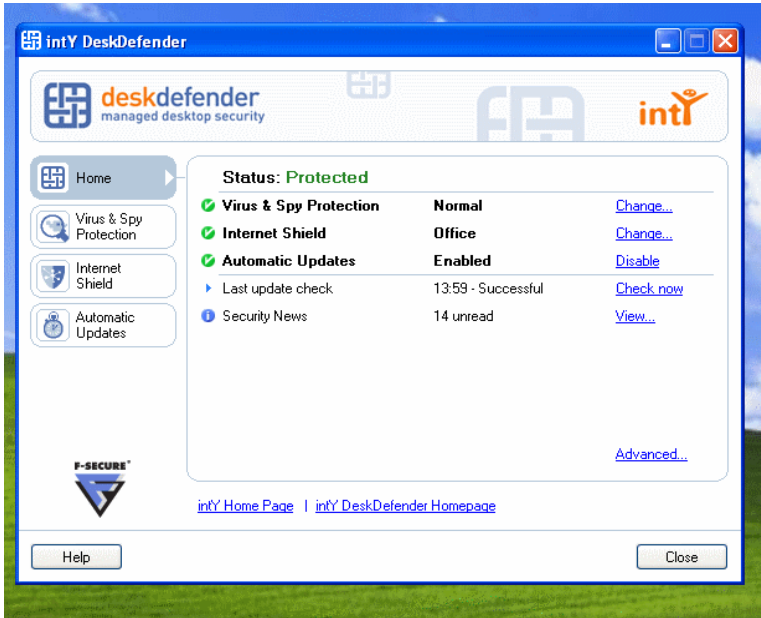 intY DeskDefender
deskdefender
managed desktop security
intY
Home
Virus & Spy
Protection
Internet
Shield
Automatic
Updates
Status: Protected
Virus & Spy Protection Normal Change...
Internet Shield Office Change...
Automatic Updates Enabled Disable
Last update check 13:59 - Successful Check now
Security News 14 unread View...
Advanced...
F-SECURE®
intY Home Page | intY DeskDefender Homepage
Help Close